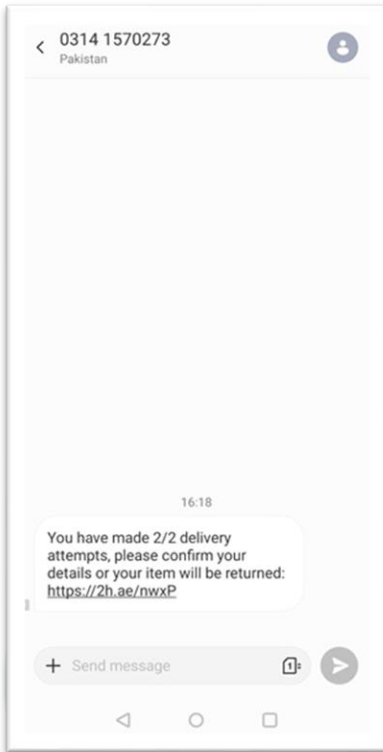 0314 1570273
Pakistan
16:18
You have made 2/2 delivery
attempts, please confirm your
details or your item will be returned:
https://2h.ae/nwxP
+ Send message
1